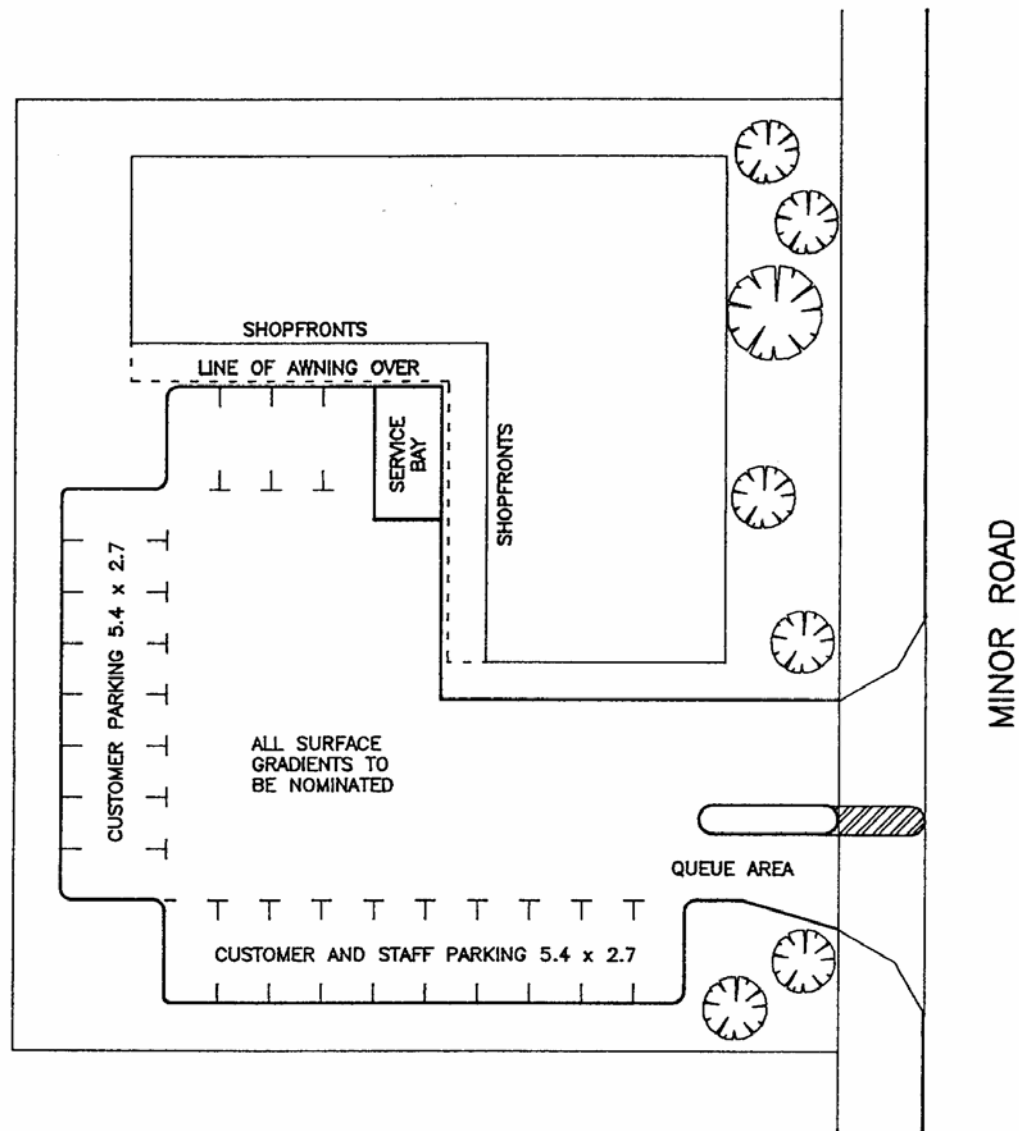 SHOPFRONTS
LINE OF AWNING OVER
SERVICE
BAY
SHOPFRONTS
CUSTOMER PARKING 5.4 x 2.7
ALL SURFACE
GRADIENTS TO
BE NOMINATED
QUEUE AREA
CUSTOMER AND STAFF PARKING 5.4 x 2.7
MINOR ROAD